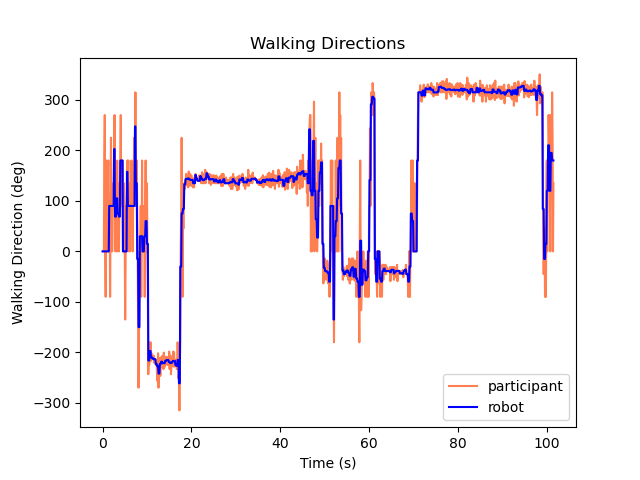 Walking Directions
Walking Direction (deg)
300
200
100
0
−100
−200
−300
0 20 40 60 80 100
Time (s)
participant
robot